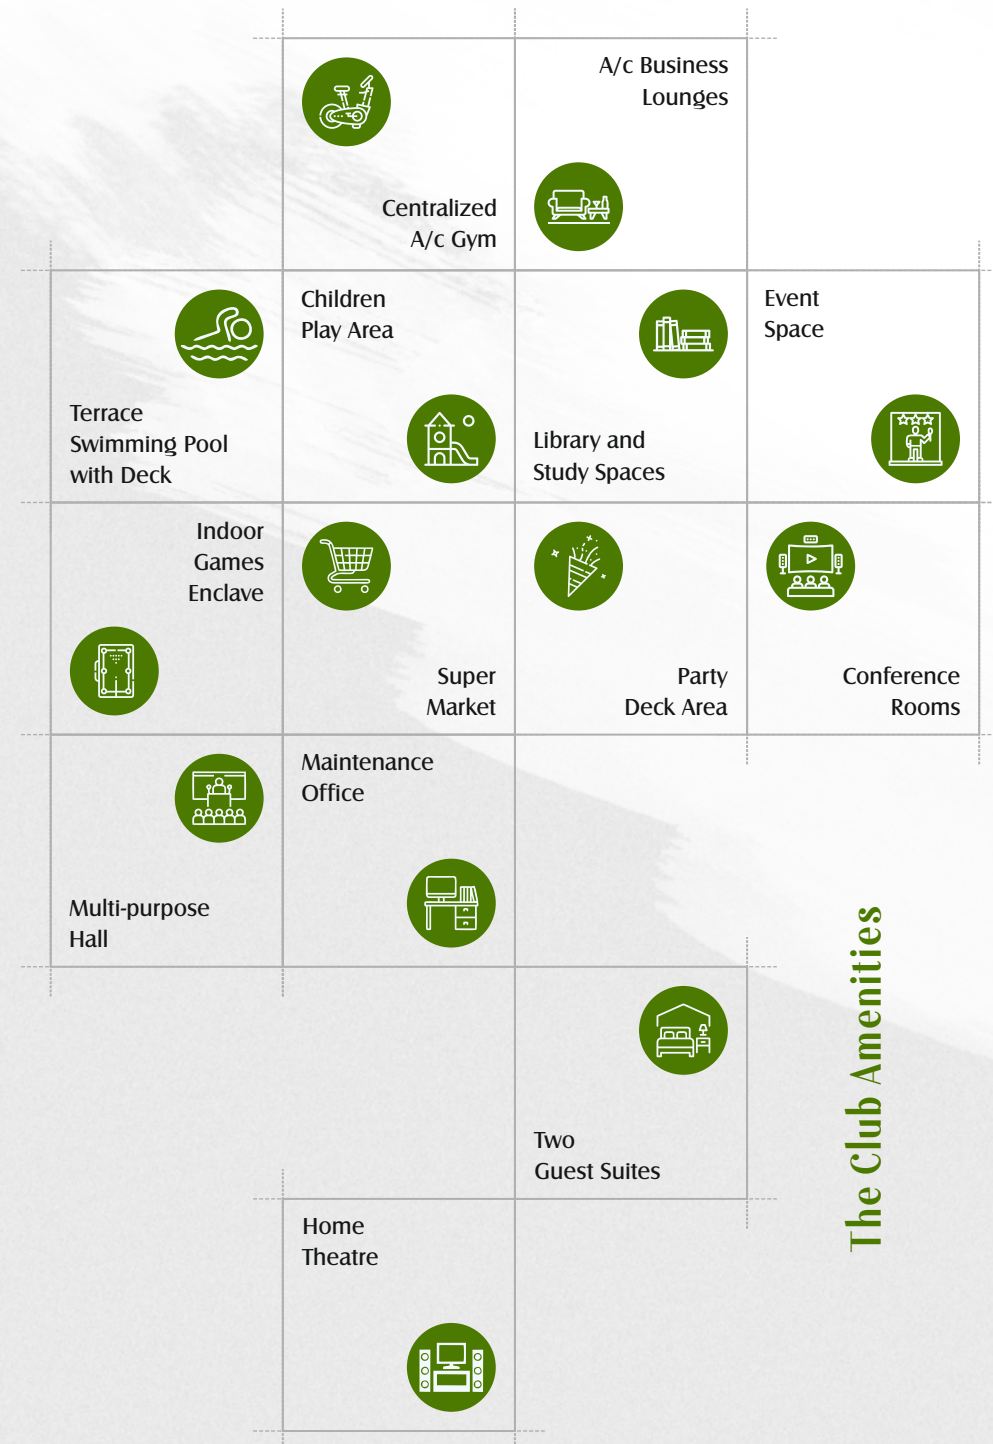 Centralized
A/c Gym
A/c Business
Lounges
Terrace
Swimming Pool
with Deck
Children
Play Area
Library and
Study Spaces
Event
Space
Indoor
Games
Enclave
Super
Market
Party
Deck Area
Conference
Rooms
Multi-purpose
Hall
Maintenance
Office
Two
Guest Suites
Home
Theatre
The Club Amenities